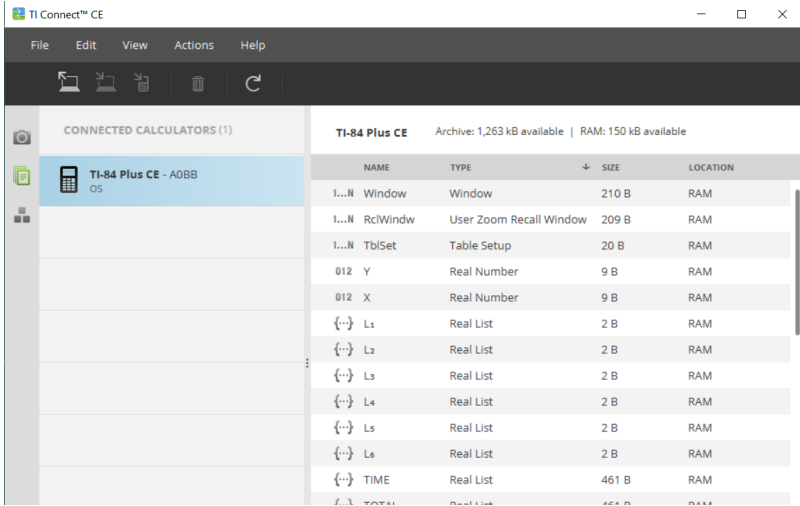 TI Connect™ CE
File Edit View Actions Help
CONNECTED CALCULATORS (1)
TI-84 Plus CE - A0BB
OS
TI-84 Plus CE Archive: 1,263 kB available | RAM: 150 kB available
NAME TYPE SIZE LOCATION
1...N Window Window 210 B RAM
1...N RclWindw User Zoom Recall Window 209 B RAM
1...N TblSet Table Setup 20 B RAM
012 Y Real Number 9 B RAM
012 X Real Number 9 B RAM
{...} L₁ Real List 2 B RAM
{...} L₂ Real List 2 B RAM
{...} L₃ Real List 2 B RAM
{...} L₄ Real List 2 B RAM
{...} L₅ Real List 2 B RAM
{...} L₆ Real List 2 B RAM
{...} TIME Real List 461 B RAM
{...} TOTAL Real List 461 B RAM